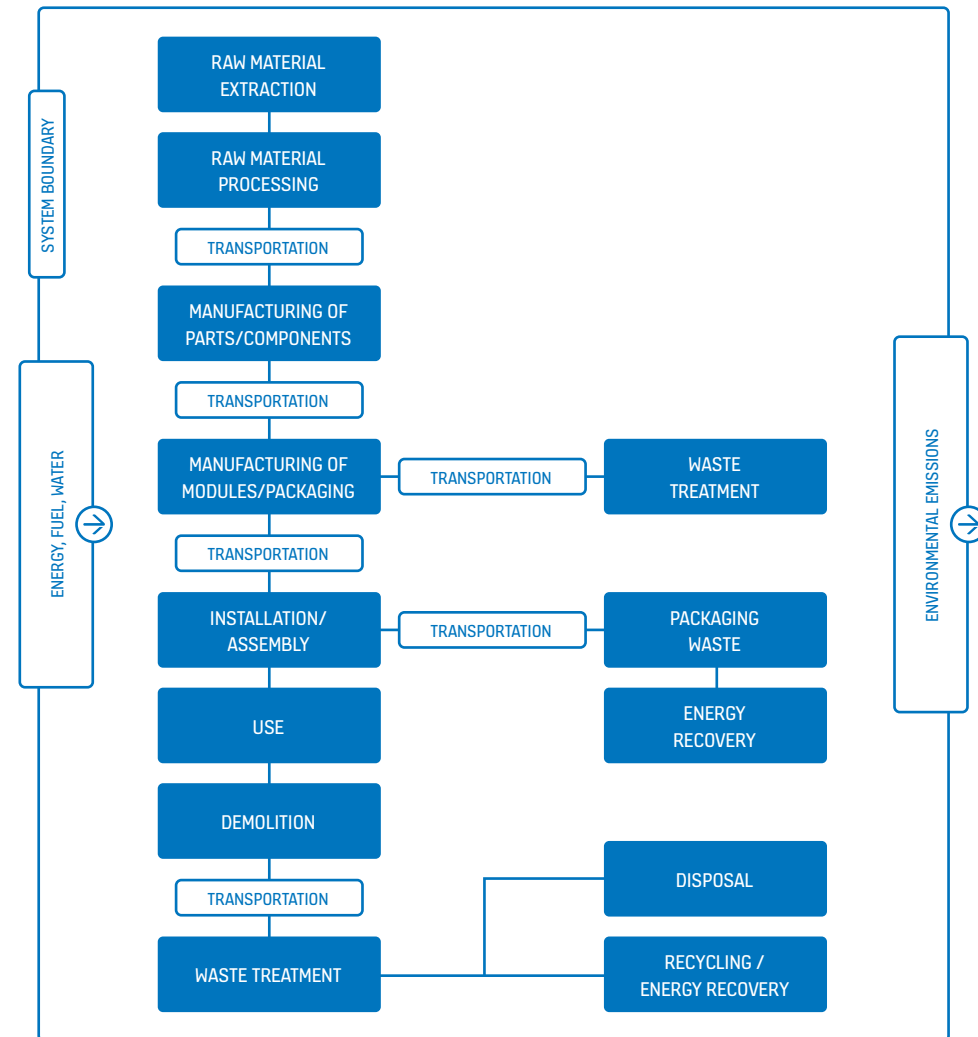 RAW MATERIAL
EXTRACTION
SYSTEM BOUNDARY
RAW MATERIAL
PROCESSING
TRANSPORTATION
MANUFACTURING OF
PARTS/COMPONENTS
TRANSPORTATION
ENERGY, FUEL, WATER
ENVIRONMENTAL EMISSIONS
MANUFACTURING OF
MODULES/PACKAGING
TRANSPORTATION
WASTE
TREATMENT
TRANSPORTATION
INSTALLATION/
ASSEMBLY
TRANSPORTATION
PACKAGING
WASTE
USE
ENERGY
RECOVERY
DEMOLITION
TRANSPORTATION
DISPOSAL
WASTE TREATMENT
RECYCLING /
ENERGY RECOVERY